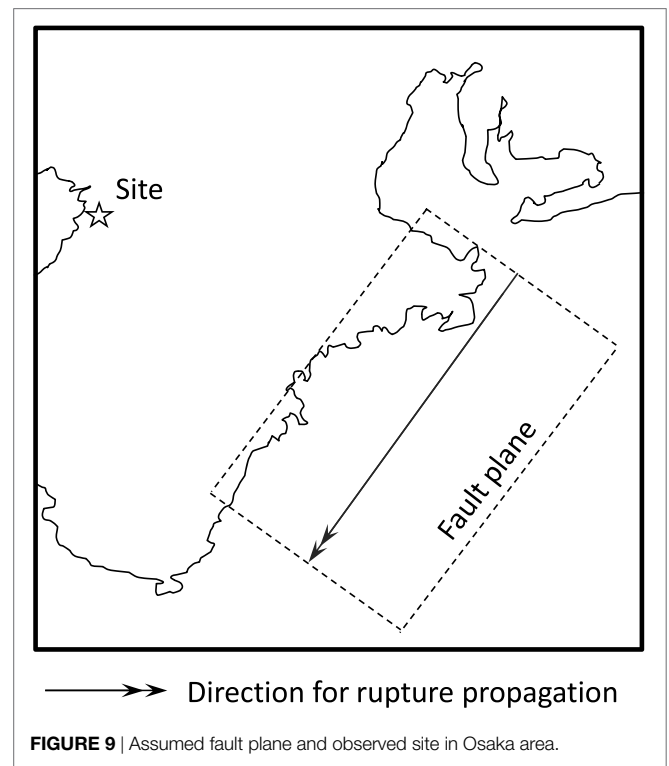 Site
Fault plane
Direction for rupture propagation
FIGURE 9 | Assumed fault plane and observed site in Osaka area.